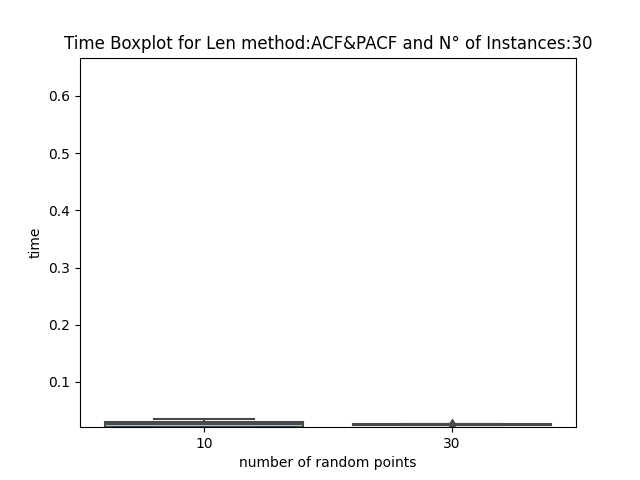 Time Boxplot for Len method:ACF&PACF and N° of Instances:30
0.6
0.5
0.4
0.3
0.2
0.1
time
10 30
number of random points